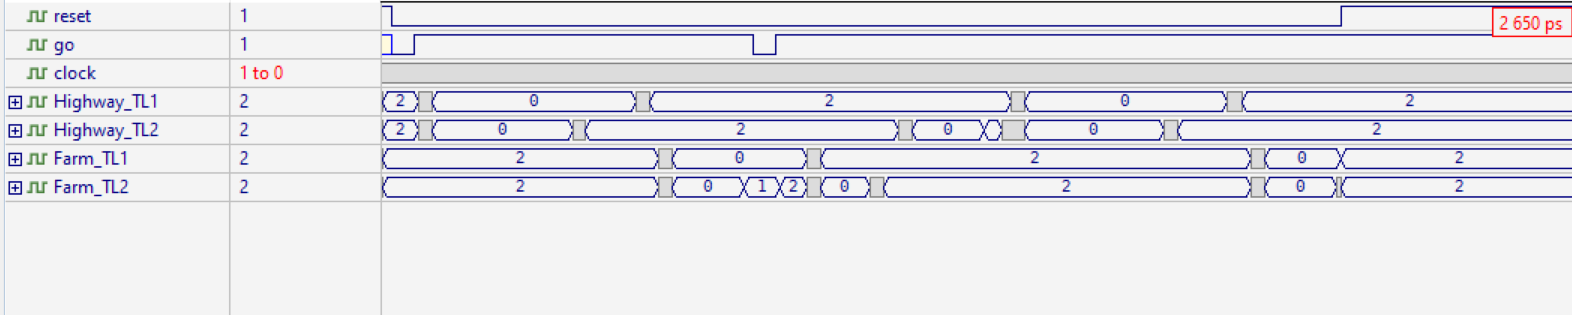 reset 1
2 650 ps
go 1
clock 1 to 0
Highway_TL1 2 2 0 2 0 2
Highway_TL2 2 2 0 2 0 0 2
Farm_TL1 2 2 0 2 0 2
Farm_TL2 2 2 0 1 2 0 2 0 2